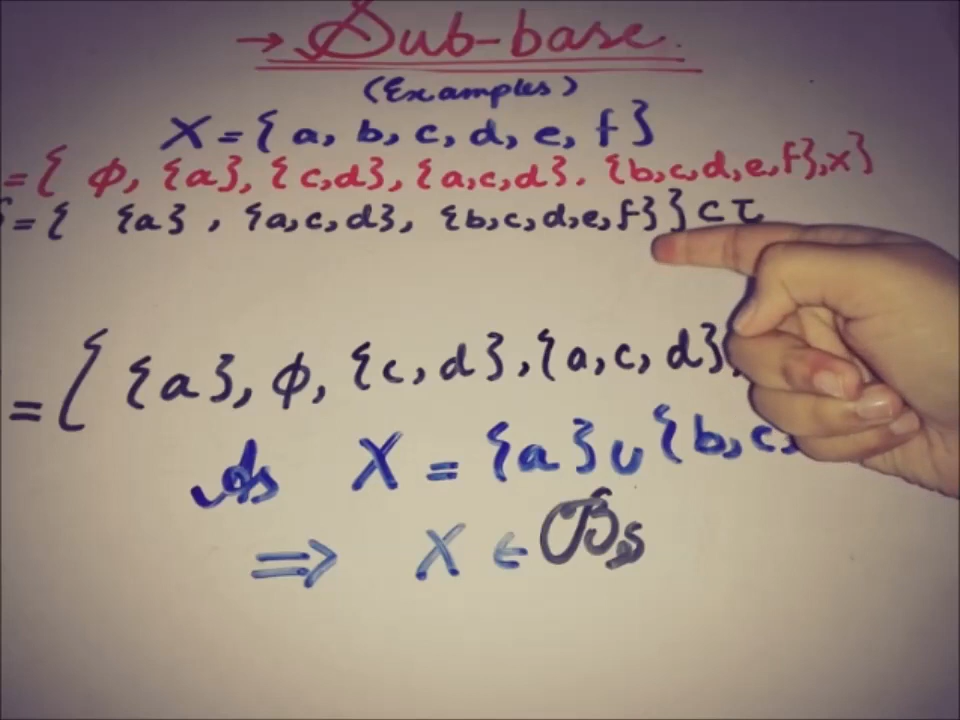 → Sub-base.
(Examples)
X = { a, b, c, d, e, f }
= { ϕ, {a}, {c,d}, {a,c,d}, {b,c,d,e,f}, x }
S = { {a} , {a,c,d}, {b,c,d,e,f} } ⊂ τ
= { {a}, ϕ, {c, d}, {a, c, d},
As X = {a} ∪ {b, c,
⇒ X ∈ Bs